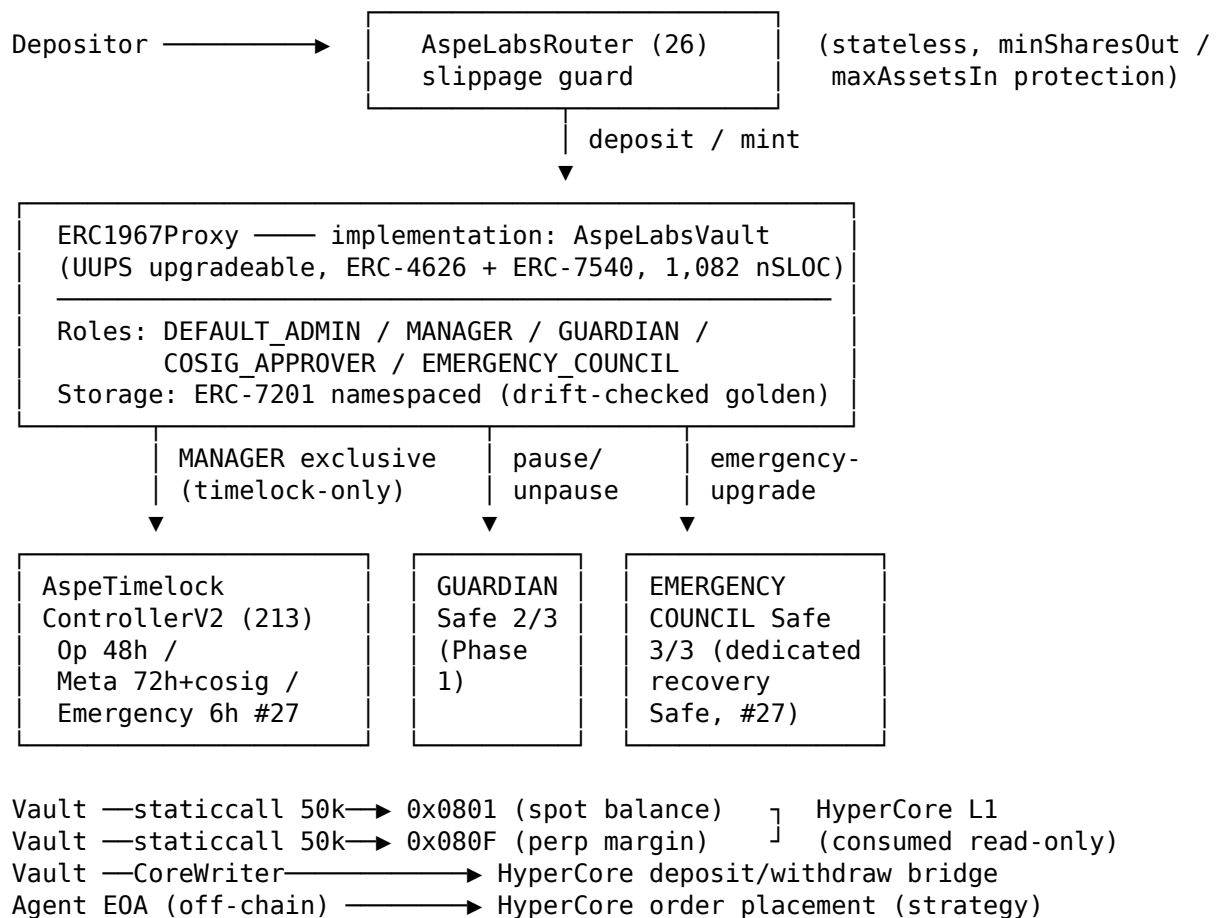 Depositor ──────────▶ AspeLabsRouter (26) (stateless, minSharesOut /
slippage guard maxAssetsIn protection)
deposit / mint
▼
ERC1967Proxy ──── implementation: AspeLabsVault
(UUPS upgradeable, ERC-4626 + ERC-7540, 1,082 nSLOC)
Roles: DEFAULT_ADMIN / MANAGER / GUARDIAN /
COSIG_APPROVER / EMERGENCY_COUNCIL
Storage: ERC-7201 namespaced (drift-checked golden)
MANAGER exclusive
(timelock-only)
pause/
unpause
emergency-
upgrade
▼ ▼ ▼
AspeTimelock
ControllerV2 (213)
Op 48h /
Meta 72h+cosig /
Emergency 6h #27
GUARDIAN
Safe 2/3
(Phase
1)
EMERGENCY
COUNCIL Safe
3/3 (dedicated
recovery
Safe, #27)
Vault ──staticcall 50k──▶ 0x0801 (spot balance) ┐ HyperCore L1
Vault ──staticcall 50k──▶ 0x080F (perp margin) ┘ (consumed read-only)
Vault ──CoreWriter────────────▶ HyperCore deposit/withdraw bridge
Agent EOA (off-chain) ───────▶ HyperCore order placement (strategy)